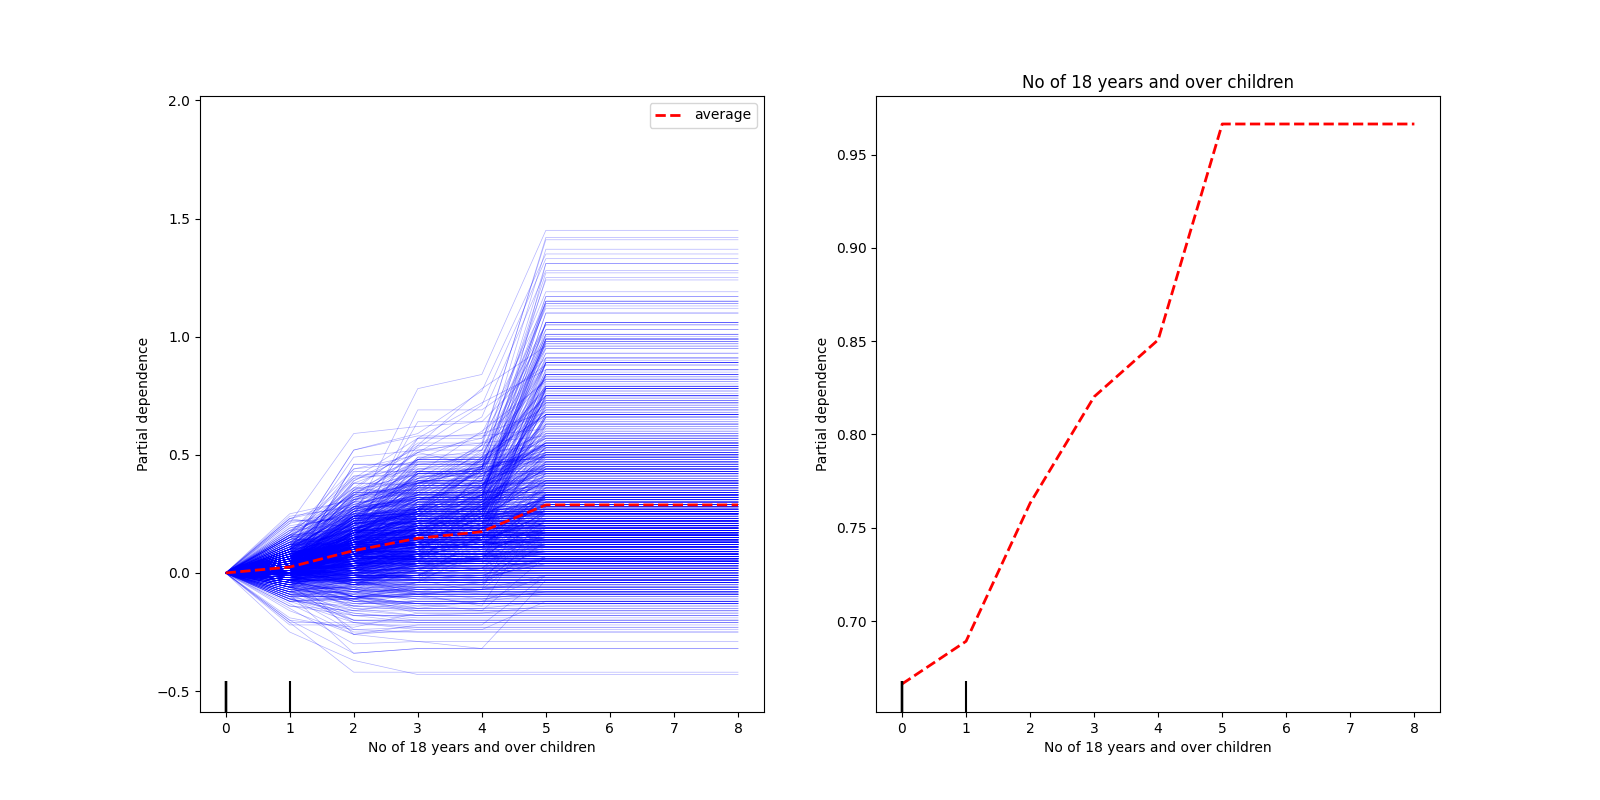 No of 18 years and over children
2.0
1.5
1.0
0.5
0.0
−0.5
Partial dependence
average
0 1 2 3 4 5 6 7 8
No of 18 years and over children
0.95
0.90
0.85
0.80
0.75
0.70
Partial dependence
0 1 2 3 4 5 6 7 8
No of 18 years and over children